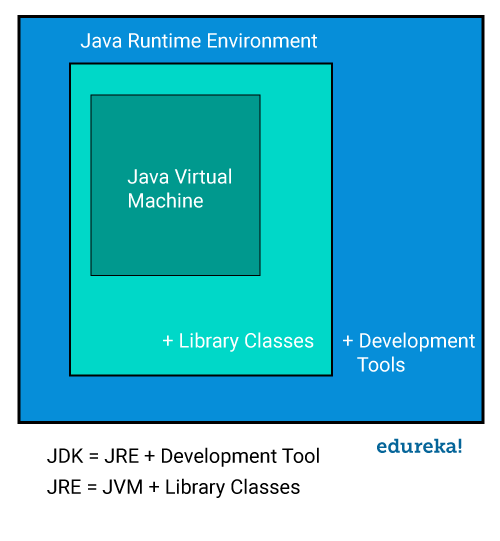 Java Runtime Environment
Java Virtual
Machine
+ Library Classes
+ Development
Tools
edureka!
JDK = JRE + Development Tool
JRE = JVM + Library Classes